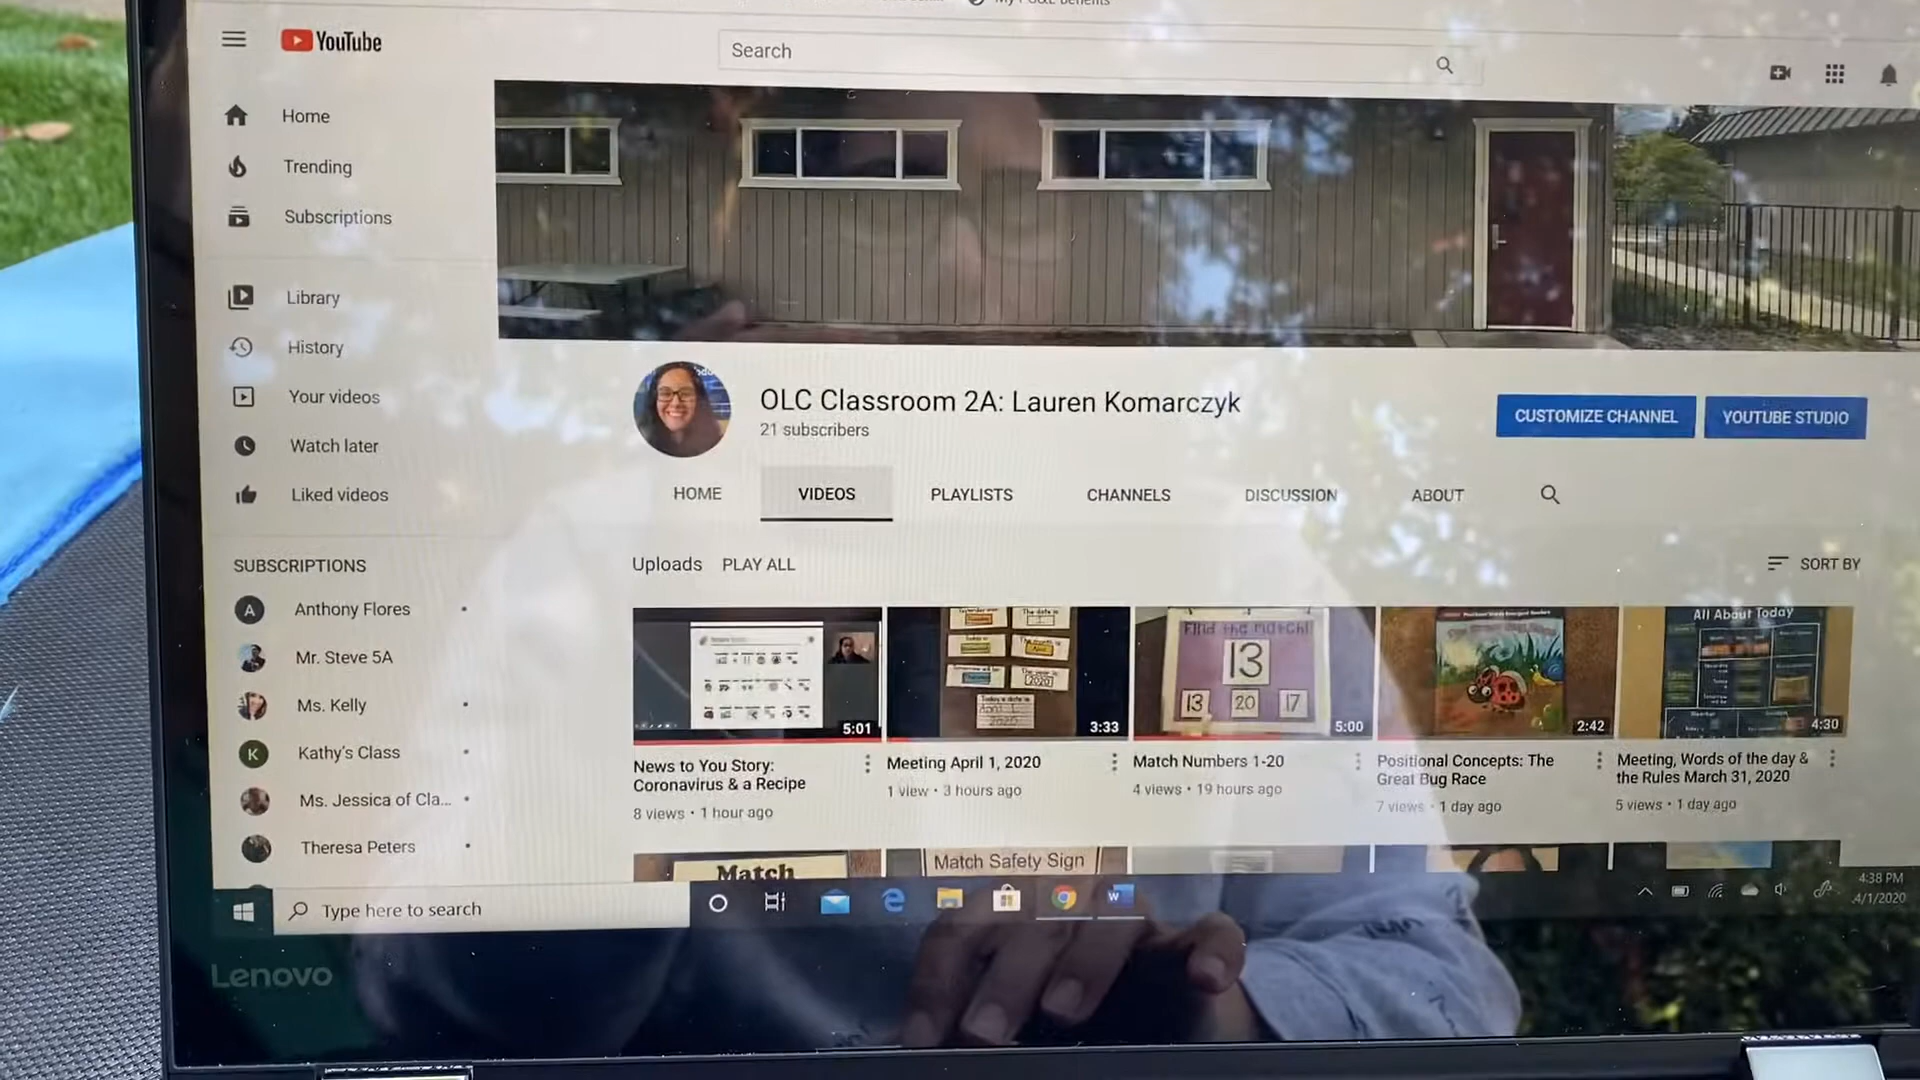 YouTube
Search
Home
Trending
Subscriptions
Library
History
Your videos
Watch later
Liked videos
SUBSCRIPTIONS
Anthony Flores
Mr. Steve 5A
Ms. Kelly
Kathy's Class
Ms. Jessica of Cla...
Theresa Peters
OLC Classroom 2A: Lauren Komarczyk
21 subscribers
CUSTOMIZE CHANNEL
YOUTUBE STUDIO
HOME
VIDEOS
PLAYLISTS
CHANNELS
DISCUSSION
ABOUT
Uploads
PLAY ALL
SORT BY
5:01
News to You Story:
Coronavirus & a Recipe
8 views • 1 hour ago
The date is
2020
Today's date is
3:33
Meeting April 1, 2020
1 view • 3 hours ago
Find the match!
13
13 20 17
5:00
Match Numbers 1-20
4 views • 19 hours ago
2:42
Positional Concepts: The
Great Bug Race
7 views • 1 day ago
All About Today
4:30
Meeting, Words of the day &
the Rules March 31, 2020
5 views • 1 day ago
Match
Match Safety Sign
Type here to search
4:38 PM
4/1/2020
Lenovo